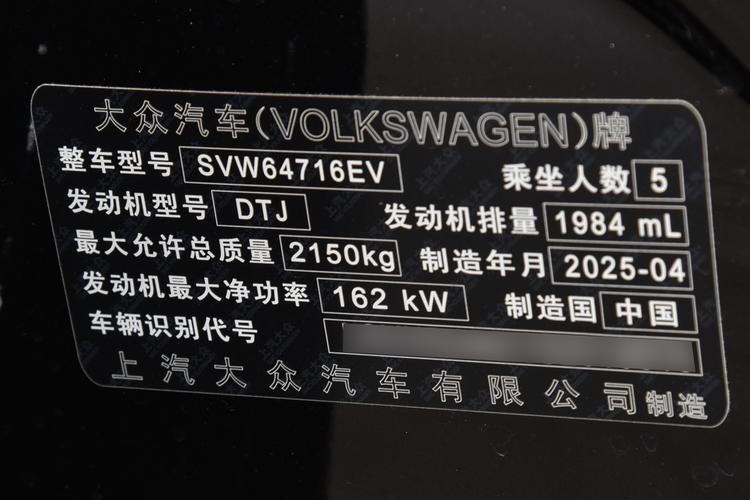 大众汽车(VOLKSWAGEN)牌
整车型号 SVW64716EV 乘坐人数 5
发动机型号 DTJ 发动机排量 1984 mL
最大允许总质量 2150kg 制造年月 2025-04
发动机最大净功率 162 kW 制造国 中国
车辆识别代号
上汽大众汽车有限公司制造